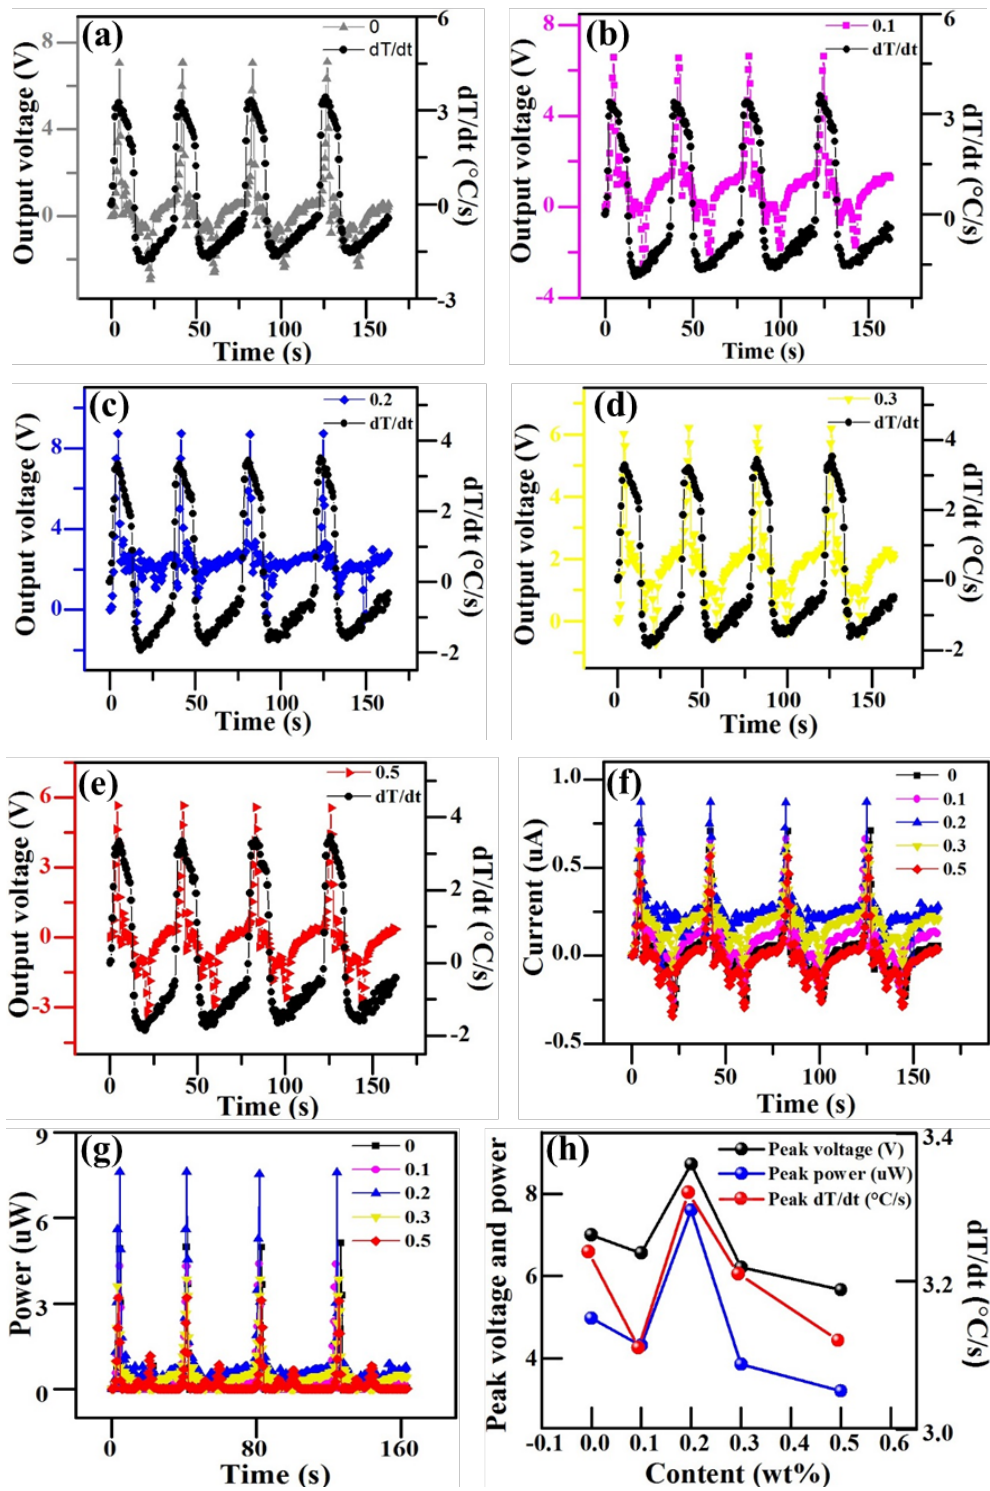 (a)
0
dT/dt
Output voltage (V)
8
4
0
6
3
0
-3
dT/dt (°C/s)
0 50 100 150
Time (s)
(b)
0.1
dT/dt
Output voltage (V)
8
4
0
-4
6
3
0
dT/dt (°C/s)
0 50 100 150
Time (s)
(c)
0.2
dT/dt
Output voltage (V)
8
4
0
4
2
0
-2
dT/dt (°C/s)
0 50 100 150
Time (s)
(d)
0.3
dT/dt
Output voltage (V)
6
4
2
0
4
2
0
-2
dT/dt (°C/s)
0 50 100 150
Time (s)
(e)
0.5
dT/dt
Output voltage (V)
6
3
0
-3
4
2
0
-2
dT/dt (°C/s)
0 50 100 150
Time (s)
(f)
0
0.1
0.2
0.3
0.5
Current (uA)
1.0
0.5
0.0
-0.5
0 50 100 150
Time (s)
(g)
0
0.1
0.2
0.3
0.5
Power (uW)
9
6
3
0
0 80 160
Time (s)
(h)
Peak voltage (V)
Peak power (uW)
Peak dT/dt (°C/s)
Peak voltage and power
8
6
4
3.4
3.2
3.0
dT/dt (°C/s)
-0.1 0.0 0.1 0.2 0.3 0.4 0.5 0.6
Content (wt%)